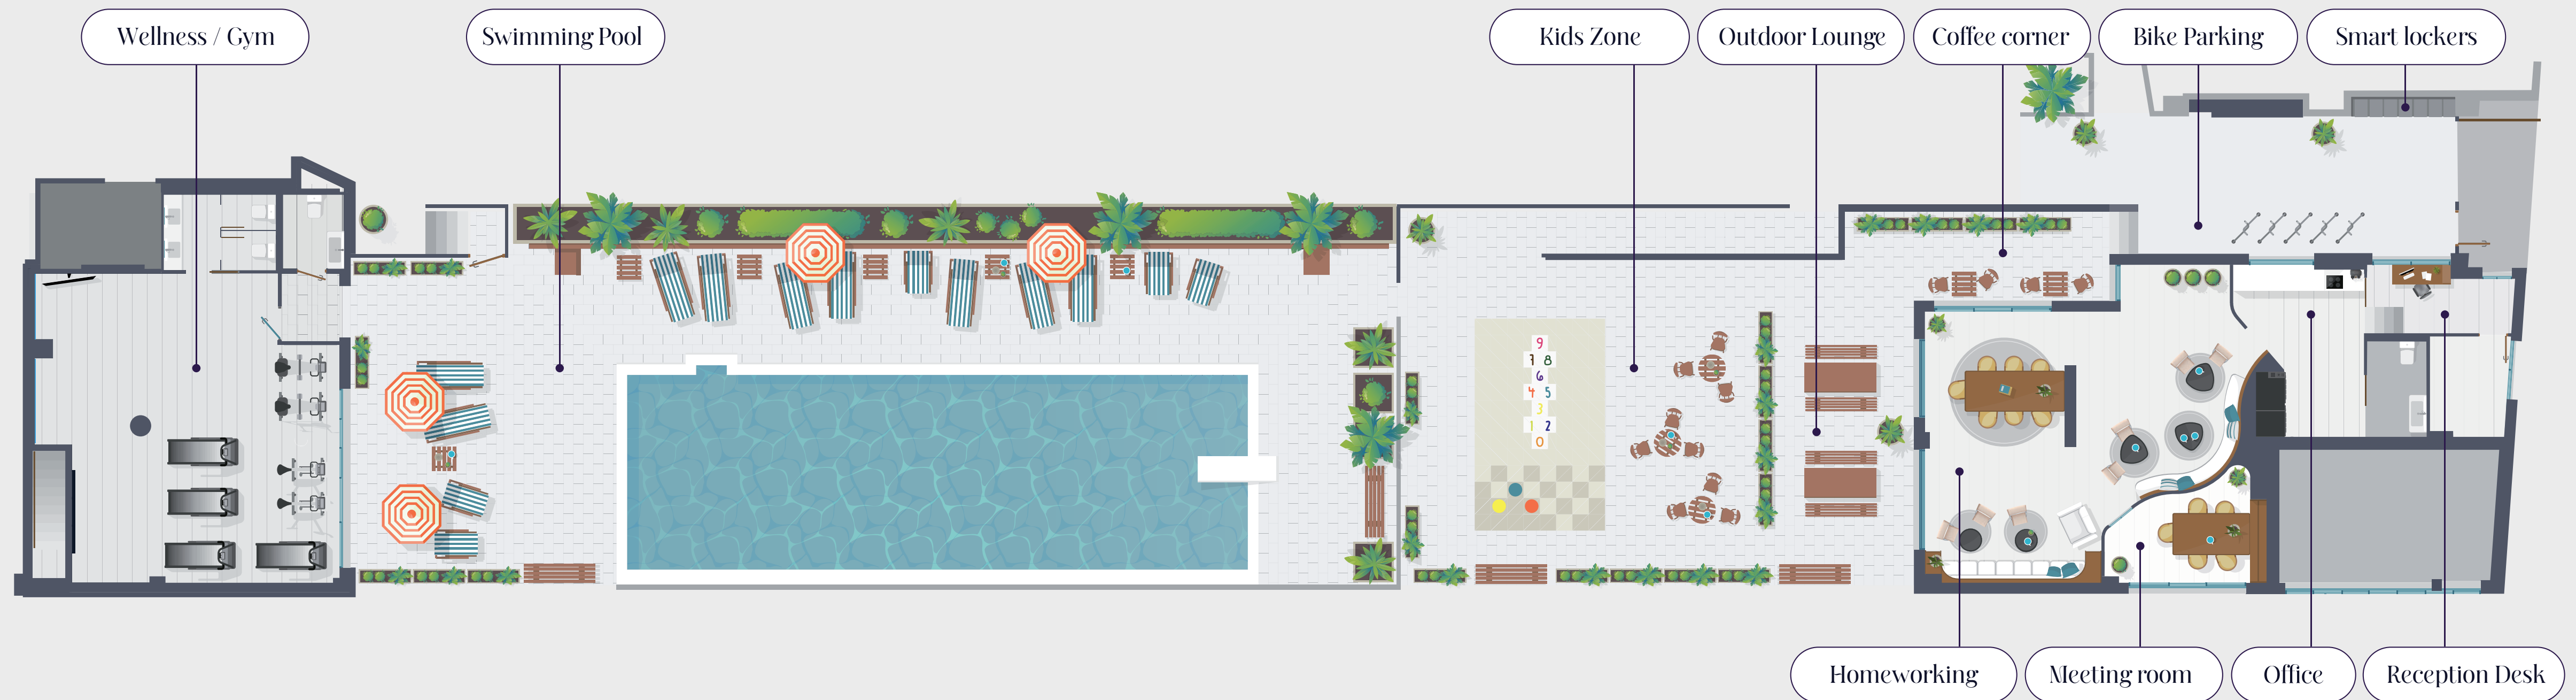 Wellness / Gym
Swimming Pool
Kids Zone
Outdoor Lounge
Coffee corner
Bike Parking
Smart lockers
9
7 8
6
4 5
3
1 2
0
Homeworking
Meeting room
Office
Reception Desk